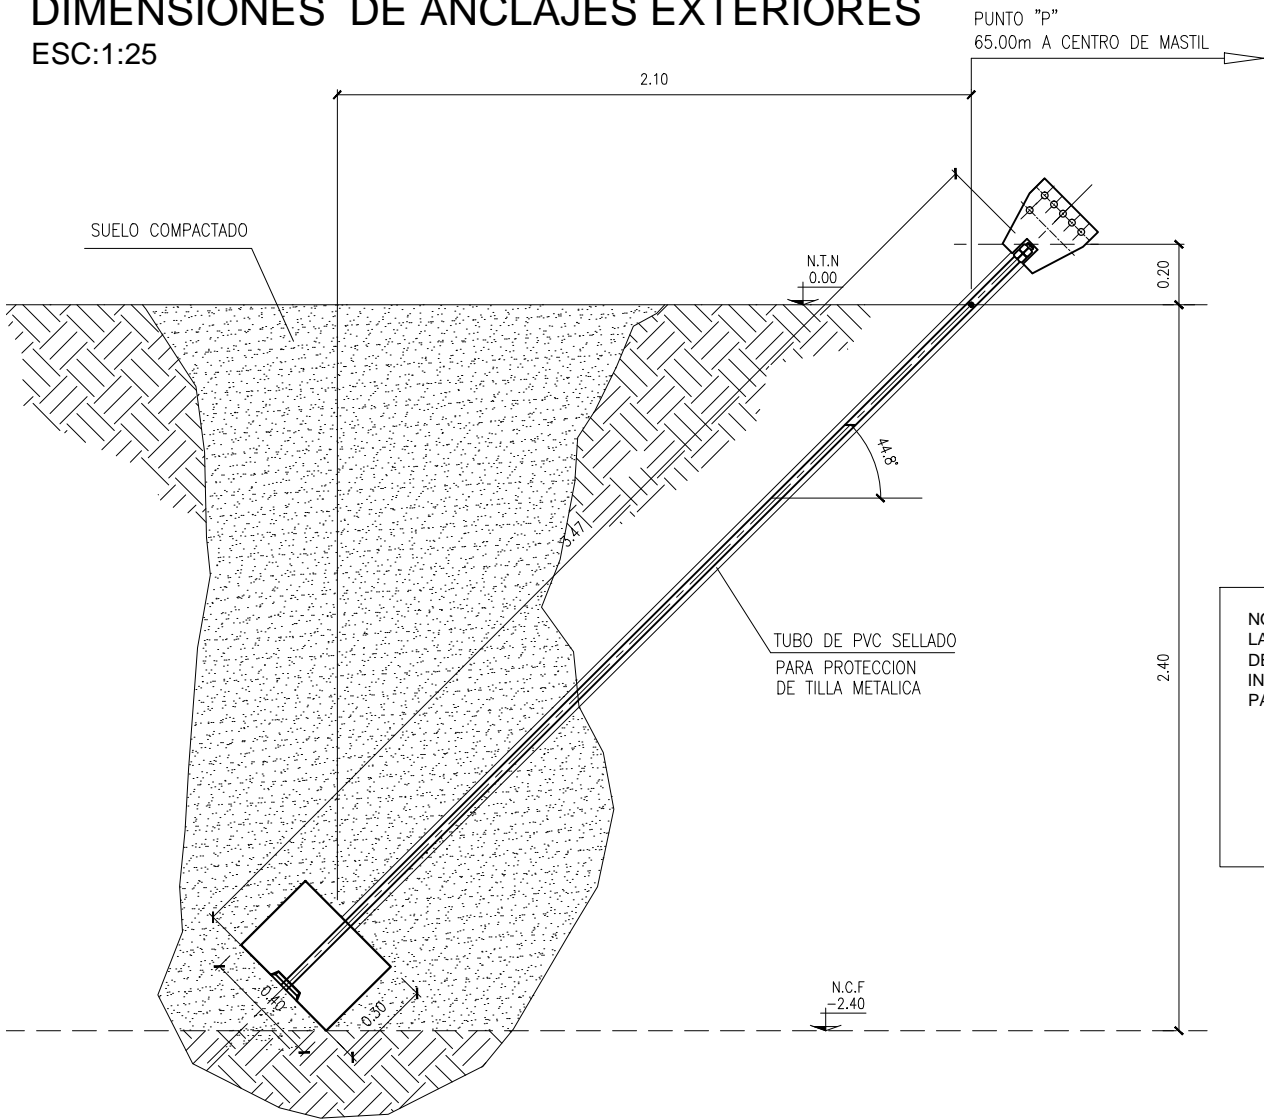 DIMENSIONES DE ANCLAJES EXTERIORES
ESC:1:25
PUNTO "P"
65.00m A CENTRO DE MASTIL
2.10
SUELO COMPACTADO
N.T.N
0.00
0.20
44.8°
3.47
TUBO DE PVC SELLADO
PARA PROTECCION
DE TILLA METALICA
2.40
0.40
0.30
N.C.F
-2.40